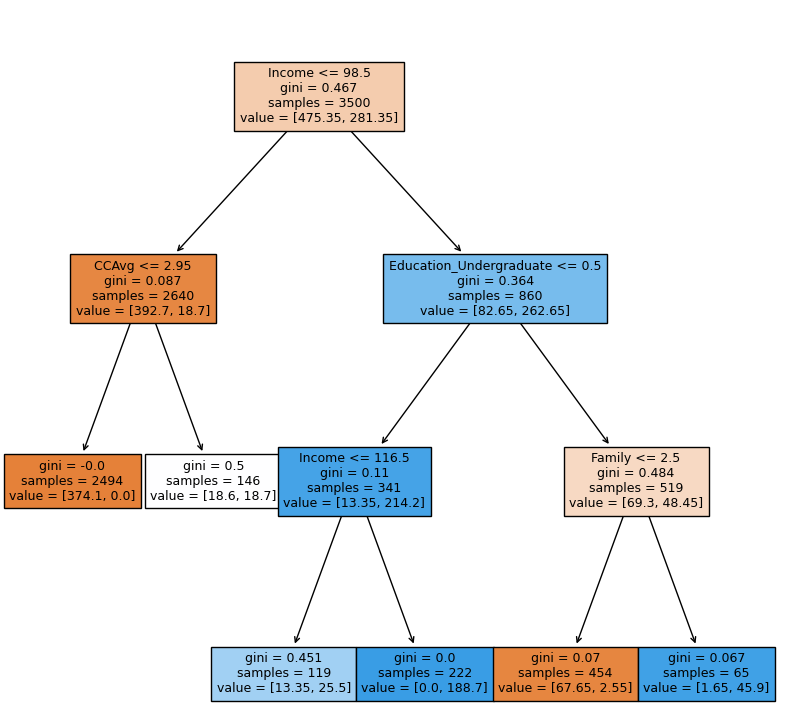 Income <= 98.5
gini = 0.467
samples = 3500
value = [475.35, 281.35]
CCAvg <= 2.95
gini = 0.087
samples = 2640
value = [392.7, 18.7]
Education_Undergraduate <= 0.5
gini = 0.364
samples = 860
value = [82.65, 262.65]
gini = -0.0
samples = 2494
value = [374.1, 0.0]
gini = 0.5
samples = 146
value = [18.6, 18.7]
Income <= 116.5
gini = 0.11
samples = 341
value = [13.35, 214.2]
Family <= 2.5
gini = 0.484
samples = 519
value = [69.3, 48.45]
gini = 0.451
samples = 119
value = [13.35, 25.5]
gini = 0.0
samples = 222
value = [0.0, 188.7]
gini = 0.07
samples = 454
value = [67.65, 2.55]
gini = 0.067
samples = 65
value = [1.65, 45.9]